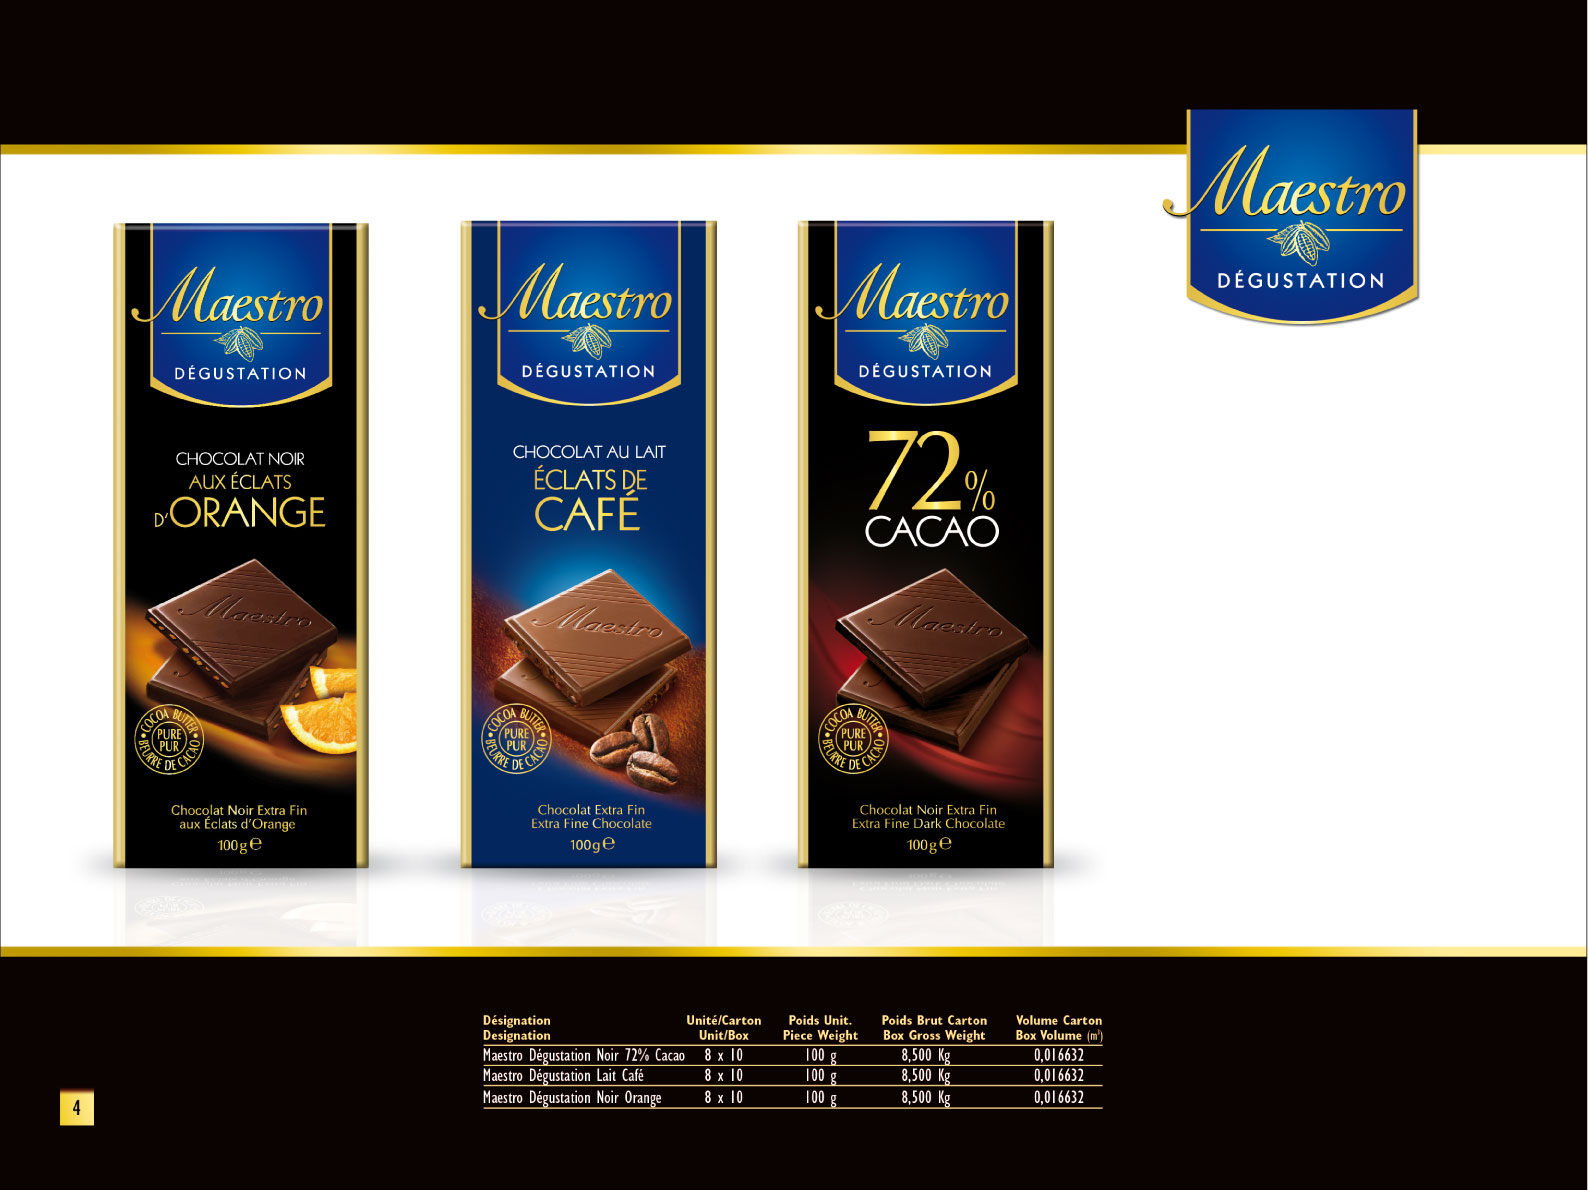 Maestro
DÉGUSTATION
Maestro
DÉGUSTATION
CHOCOLAT NOIR
AUX ÉCLATS
D'ORANGE
Maestro
COCOA BUTTER
PURE
PUR
BEURRE DE CACAO
Chocolat Noir Extra Fin
aux Éclats d'Orange
100g℮
Maestro
DÉGUSTATION
CHOCOLAT AU LAIT
ÉCLATS DE
CAFÉ
Maestro
COCOA BUTTER
PURE
PUR
BEURRE DE CACAO
Chocolat Extra Fin
Extra Fine Chocolate
100g℮
Maestro
DÉGUSTATION
72%
CACAO
Maestro
COCOA BUTTER
PURE
PUR
BEURRE DE CACAO
Chocolat Noir Extra Fin
Extra Fine Dark Chocolate
100g℮
Désignation Unité/Carton Poids Unit. Poids Brut Carton Volume Carton
Designation Unit/Box Piece Weight Box Gross Weight Box Volume (m³)
Maestro Dégustation Noir 72% Cacao 8 x 10 100 g 8,500 Kg 0,016632
Maestro Dégustation Lait Café 8 x 10 100 g 8,500 Kg 0,016632
Maestro Dégustation Noir Orange 8 x 10 100 g 8,500 Kg 0,016632
4